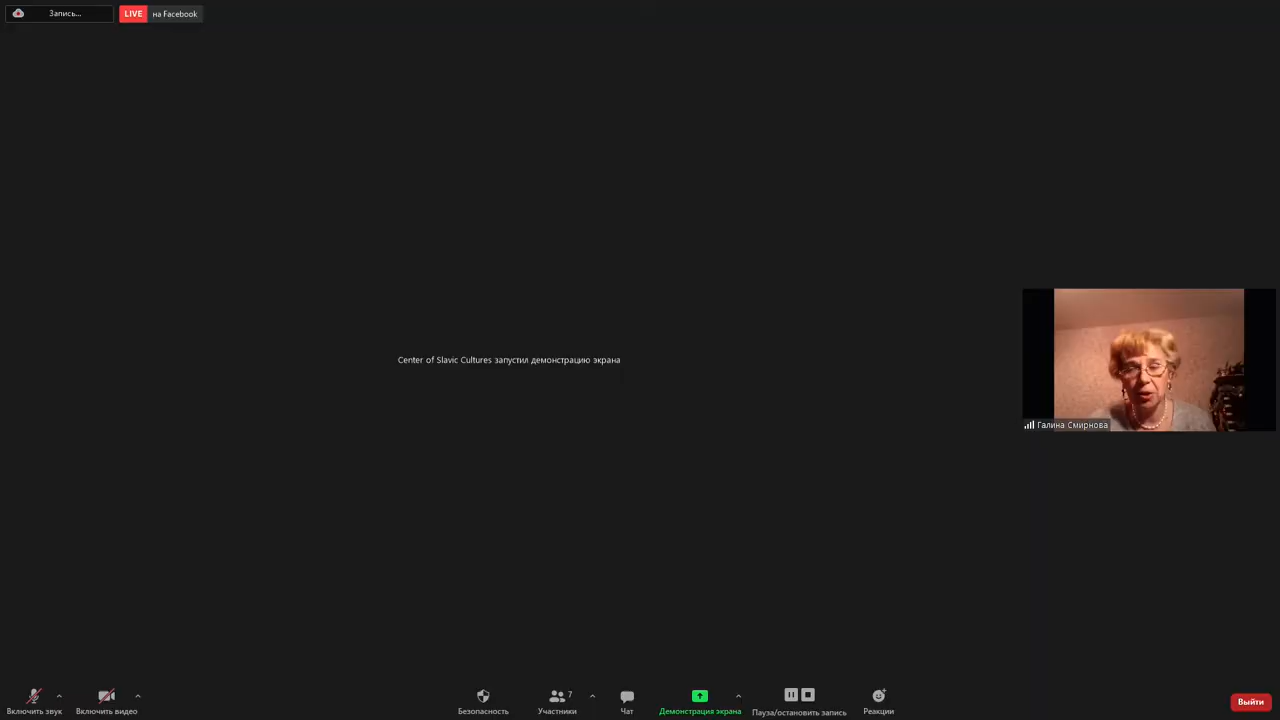 Запись...
LIVE на Facebook
Center of Slavic Cultures запустил демонстрацию экрана
Галина Смирнова
7
Включить звук
Включить видео
Безопасность
Участники
Чат
Демонстрация экрана
Пауза/остановить запись
Реакции
Выйти